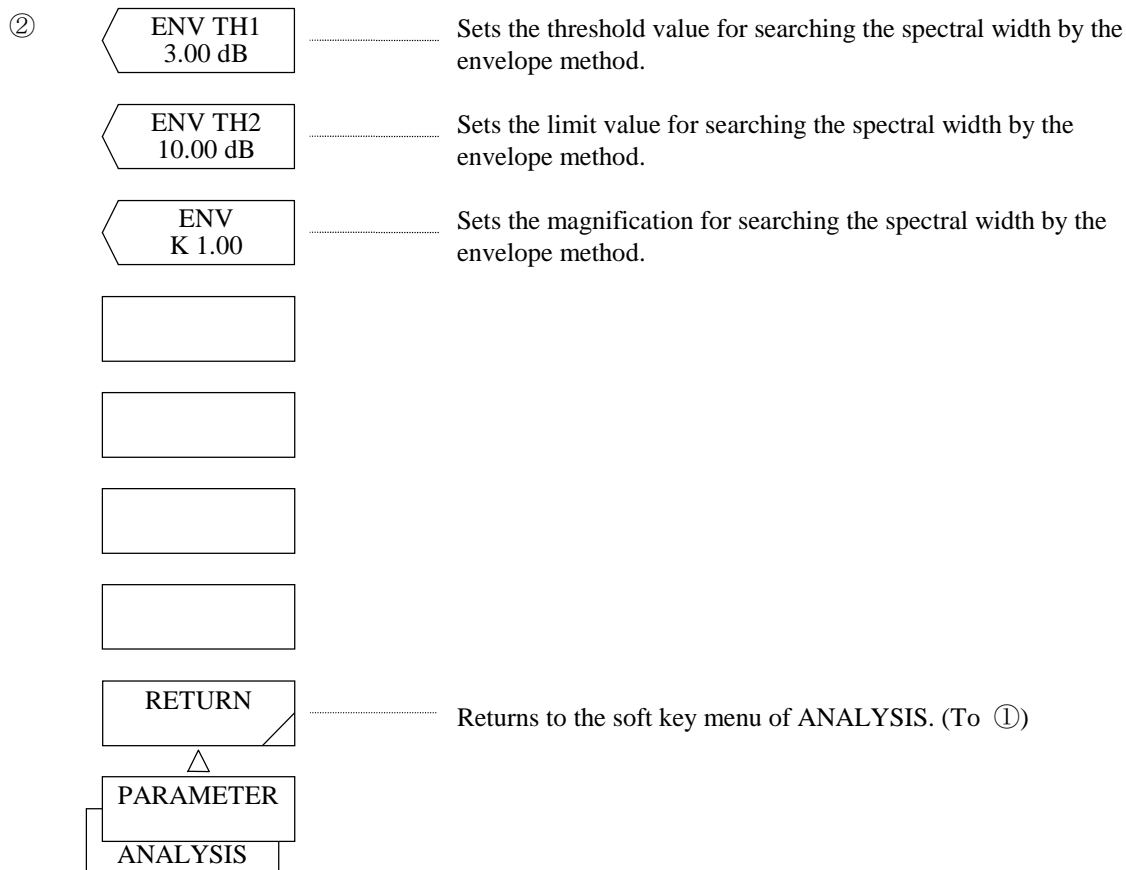 ②
ENV TH1
3.00 dB
Sets the threshold value for searching the spectral width by the
envelope method.
ENV TH2
10.00 dB
Sets the limit value for searching the spectral width by the
envelope method.
ENV
K 1.00
Sets the magnification for searching the spectral width by the
envelope method.
RETURN
Returns to the soft key menu of ANALYSIS. (To ①)
PARAMETER
ANALYSIS